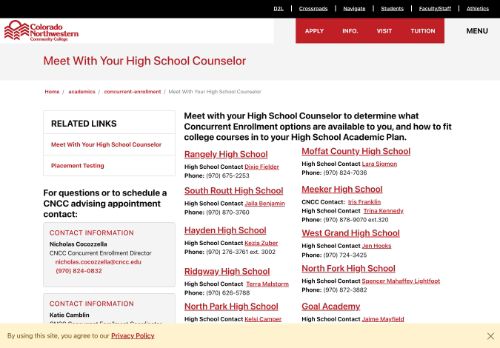 D2L | Crossroads | Navigate | Students | Faculty/Staff | Athletics
Colorado
Northwestern
Community College
APPLY INFO. VISIT TUITION MENU
Meet With Your High School Counselor
Home / academics / concurrent-enrollment / Meet With Your High School Counselor
RELATED LINKS
Meet With Your High School Counselor
Placement Testing
For questions or to schedule a
CNCC advising appointment
contact:
CONTACT INFORMATION
Nicholas Cocozzella
CNCC Concurrent Enrollment Director
nicholas.cocozzella@cncc.edu
(970) 824-0832
CONTACT INFORMATION
Katie Camblin
CNCC Concurrent Enrollment Coordinator
Meet with your High School Counselor to determine what
Concurrent Enrollment options are available to you, and how to fit
college courses in to your High School Academic Plan.
Rangely High School
High School Contact Dixie Fielder
Phone: (970) 675-2253
South Routt High School
High School Contact Jaila Benjamin
Phone: (970) 870-3760
Hayden High School
High School Contact Kezia Zuber
Phone: (970) 276-3761 ext. 3002
Ridgway High School
High School Contact Terra Malstorm
Phone: (970) 626-5788
North Park High School
High School Contact Kelsi Camper
Moffat County High School
High School Contact Lara Slomon
Phone: (970) 824-7036
Meeker High School
CNCC Contact: Iris Franklin
High School Contact Trina Kennedy
Phone: (970) 878-9070 ext.320
West Grand High School
High School Contact Jen Hooks
Phone: (970) 724-3425
North Fork High School
High School Contact Spencer Mahaffey Lightfoot
Phone: (970) 872-3882
Goal Academy
High School Contact Jaime Mayfield
By using this site, you agree to our Privacy Policy